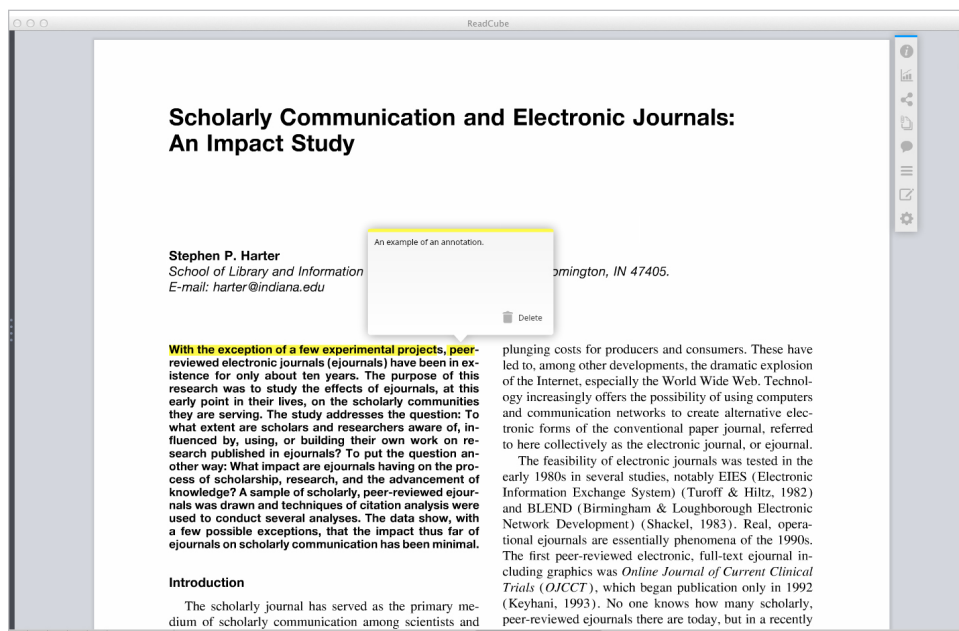 ReadCube
Scholarly Communication and Electronic Journals:
An Impact Study
Stephen P. Harter
School of Library and Information
omington, IN 47405.
E-mail: harter@indiana.edu
An example of an annotation.
Delete
With the exception of a few experimental projects, peer-
reviewed electronic journals (ejournals) have been in ex-
istence for only about ten years. The purpose of this
research was to study the effects of ejournals, at this
early point in their lives, on the scholarly communities
they are serving. The study addresses the question: To
what extent are scholars and researchers aware of, in-
fluenced by, using, or building their own work on re-
search published in ejournals? To put the question an-
other way: What impact are ejournals having on the pro-
cess of scholarship, research, and the advancement of
knowledge? A sample of scholarly, peer-reviewed ejour-
nals was drawn and techniques of citation analysis were
used to conduct several analyses. The data show, with
a few possible exceptions, that the impact thus far of
ejournals on scholarly communication has been minimal.
Introduction
The scholarly journal has served as the primary me-
dium of scholarly communication among scientists and
plunging costs for producers and consumers. These have
led to, among other developments, the dramatic explosion
of the Internet, especially the World Wide Web. Technol-
ogy increasingly offers the possibility of using computers
and communication networks to create alternative elec-
tronic forms of the conventional paper journal, referred
to here collectively as the electronic journal, or ejournal.
The feasibility of electronic journals was tested in the
early 1980s in several studies, notably EIES (Electronic
Information Exchange System) (Turoff & Hiltz, 1982)
and BLEND (Birmingham & Loughborough Electronic
Network Development) (Shackel, 1983). Real, opera-
tional ejournals are essentially phenomena of the 1990s.
The first peer-reviewed electronic, full-text ejournal in-
cluding graphics was Online Journal of Current Clinical
Trials (OJCCT), which began publication only in 1992
(Keyhani, 1993). No one knows how many scholarly,
peer-reviewed ejournals there are today, but in a recently